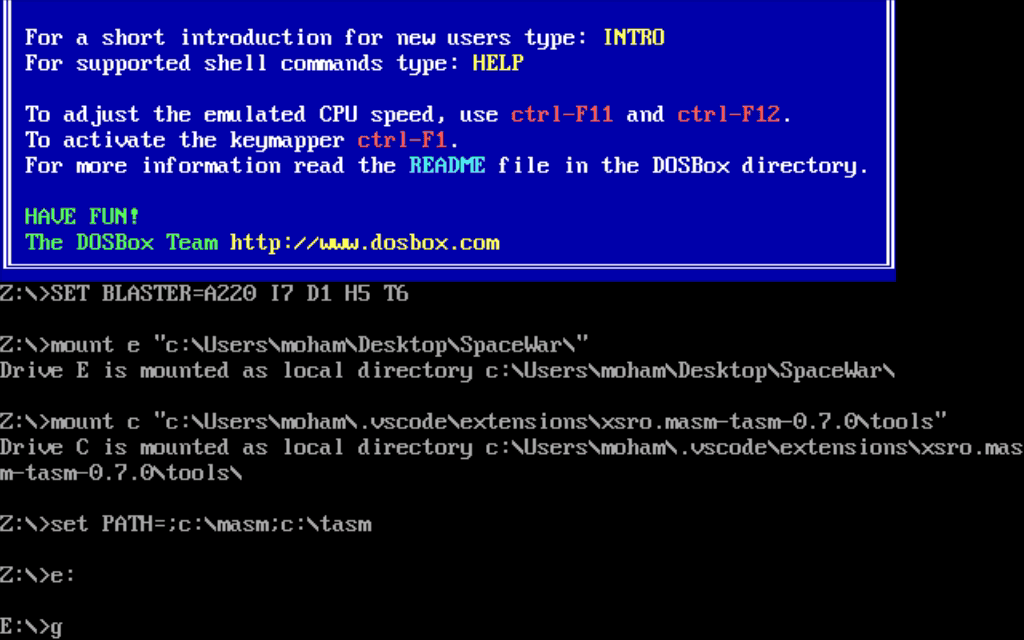 For a short introduction for new users type: INTRO
For supported shell commands type: HELP
To adjust the emulated CPU speed, use ctrl-F11 and ctrl-F12.
To activate the keymapper ctrl-F1.
For more information read the README file in the DOSBox directory.
HAVE FUN!
The DOSBox Team http://www.dosbox.com
Z:\>SET BLASTER=A220 I7 D1 H5 T6
Z:\>mount e "c:\Users\moham\Desktop\SpaceWar\"
Drive E is mounted as local directory c:\Users\moham\Desktop\SpaceWar\
Z:\>mount c "c:\Users\moham\.vscode\extensions\xsro.masm-tasm-0.7.0\tools"
Drive C is mounted as local directory c:\Users\moham\.vscode\extensions\xsro.mas
m-tasm-0.7.0\tools\
Z:\>set PATH=;c:\masm;c:\tasm
Z:\>e:
E:\>g